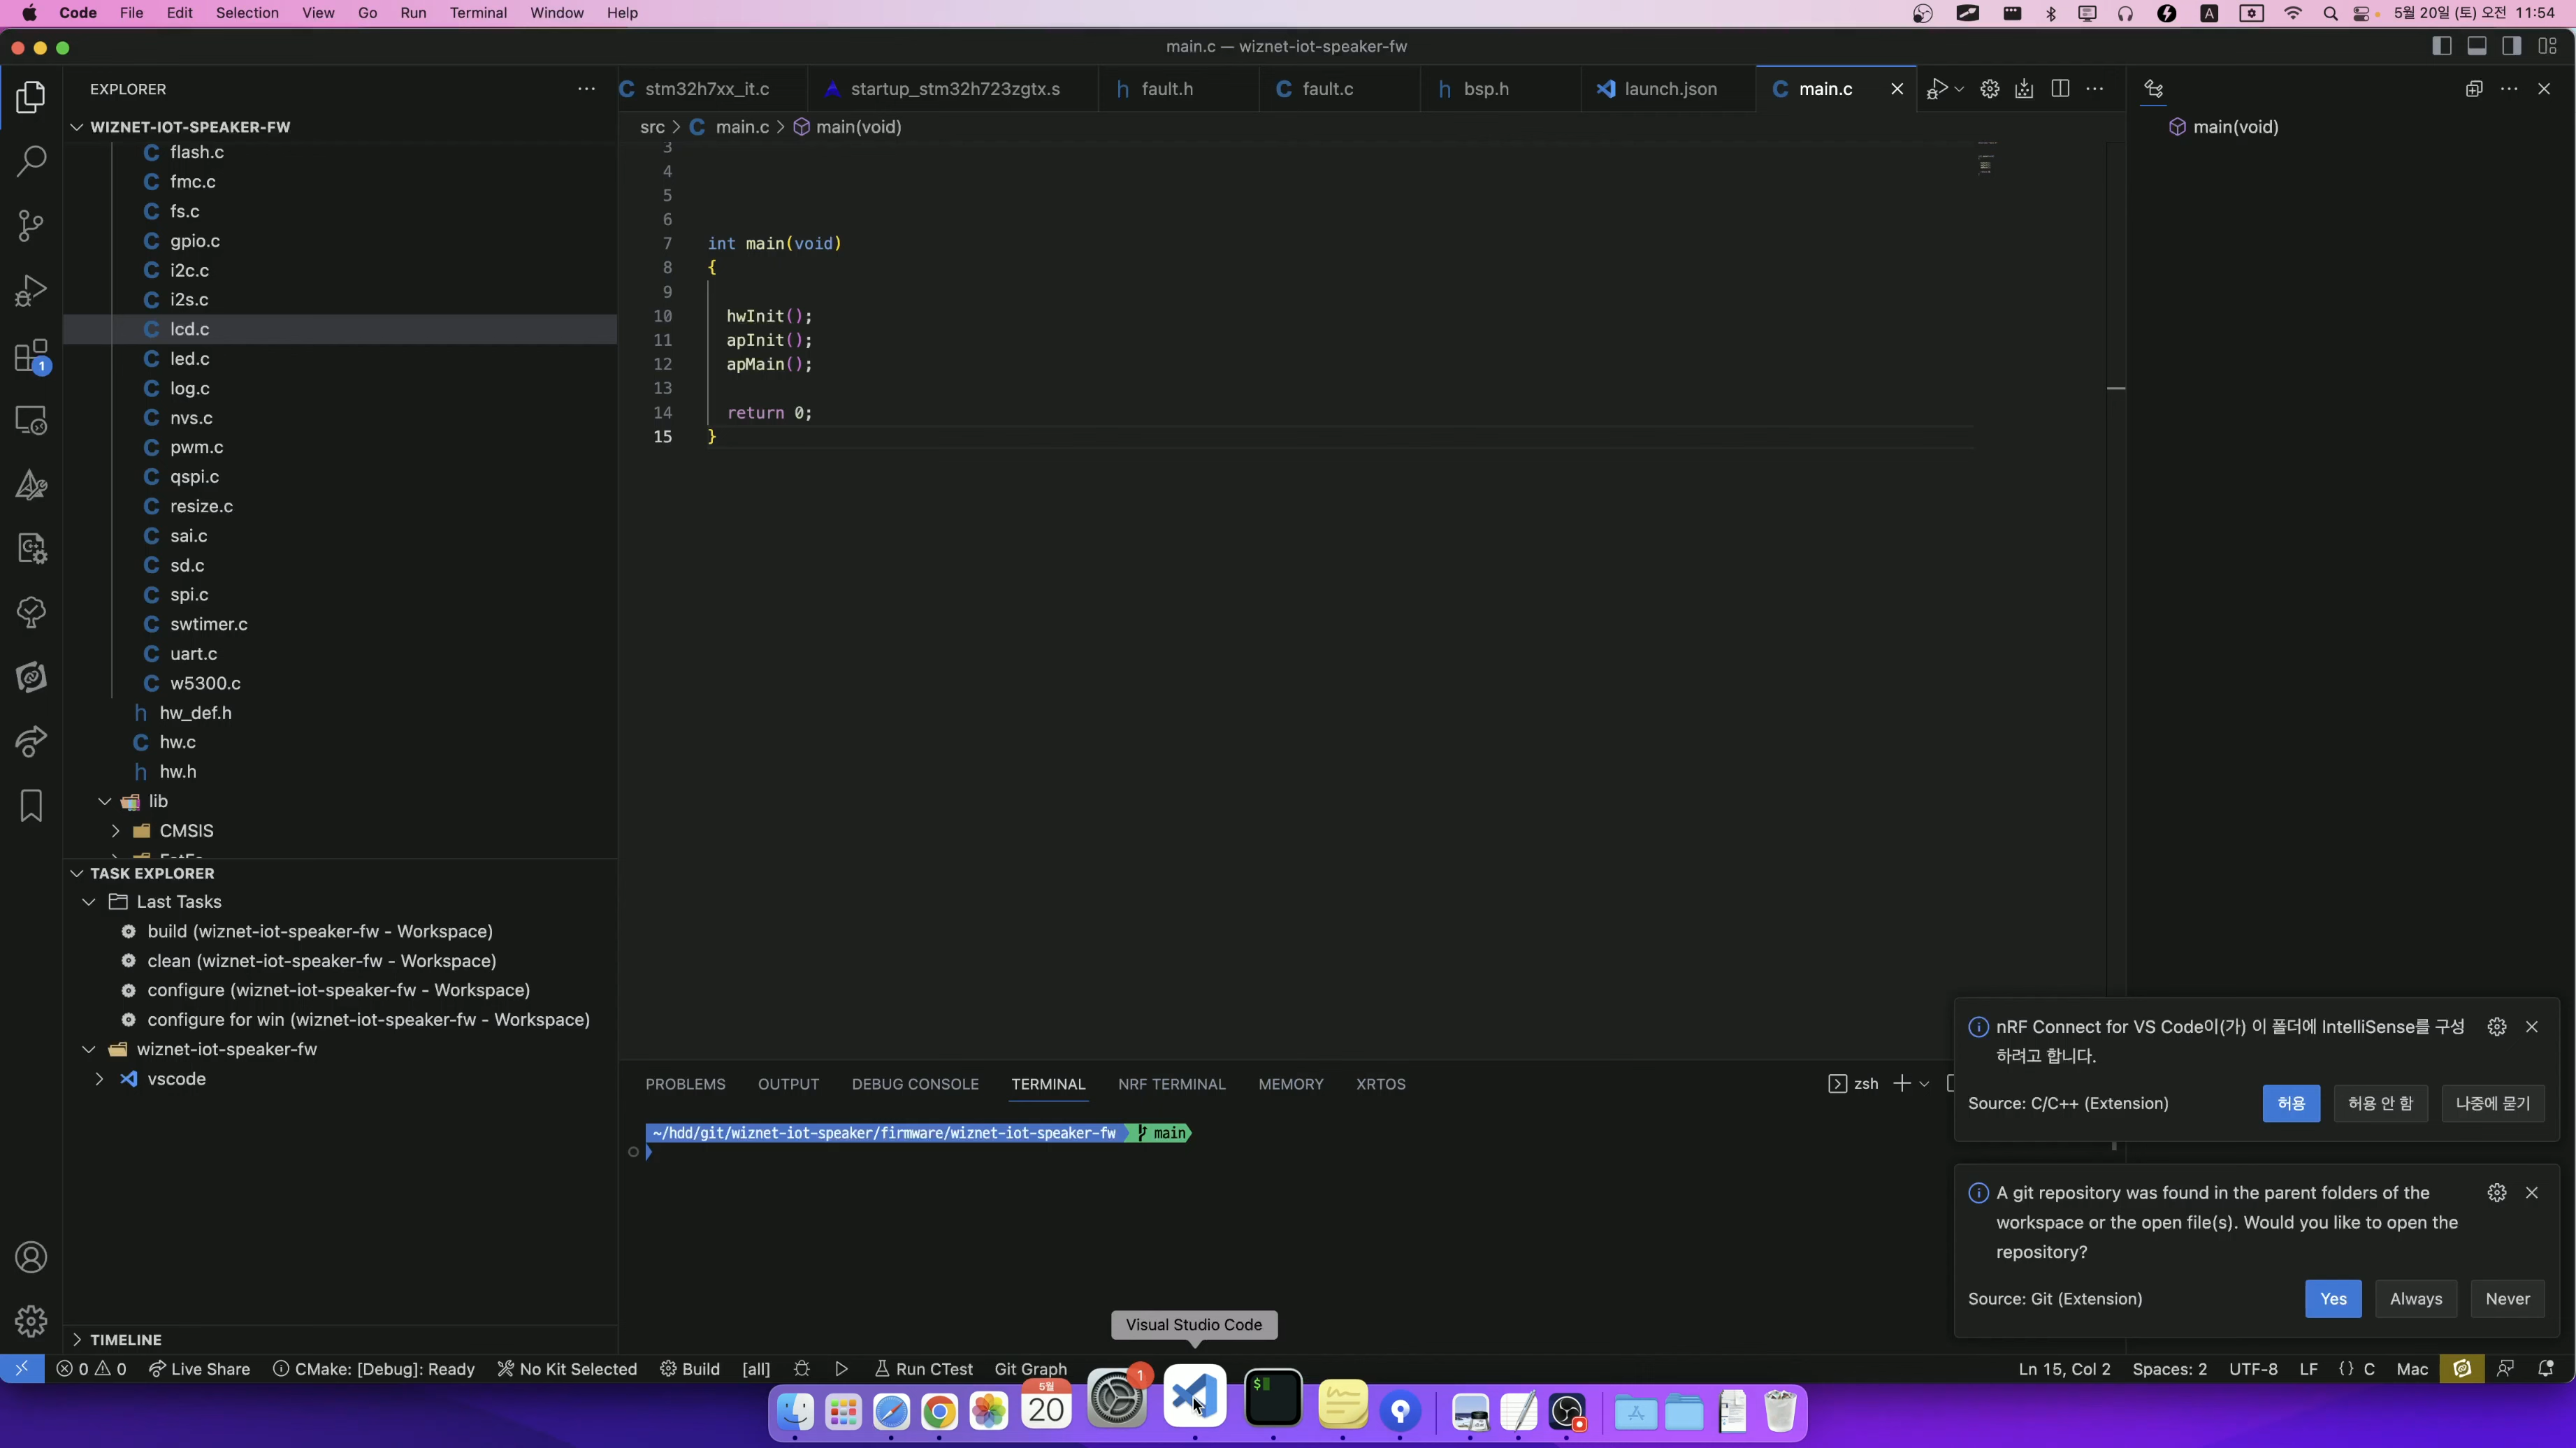 Code File Edit Selection View Go Run Terminal Window Help
A 5월 20일 (토) 오전 11:54
main.c — wiznet-iot-speaker-fw
EXPLORER
WIZNET-IOT-SPEAKER-FW
C flash.c
C fmc.c
C fs.c
C gpio.c
C i2c.c
C i2s.c
C lcd.c
C led.c
C log.c
C nvs.c
C pwm.c
C qspi.c
C resize.c
C sai.c
C sd.c
C spi.c
C swtimer.c
C uart.c
C w5300.c
h hw_def.h
C hw.c
h hw.h
lib
CMSIS
TASK EXPLORER
Last Tasks
build (wiznet-iot-speaker-fw - Workspace)
clean (wiznet-iot-speaker-fw - Workspace)
configure (wiznet-iot-speaker-fw - Workspace)
configure for win (wiznet-iot-speaker-fw - Workspace)
wiznet-iot-speaker-fw
vscode
TIMELINE
1
C stm32h7xx_it.c startup_stm32h723zgtx.s h fault.h C fault.c h bsp.h launch.json C main.c
src > C main.c > main(void)
3
4
5
6
7 int main(void)
8 {
9
10 hwInit();
11 apInit();
12 apMain();
13
14 return 0;
15 }
main(void)
PROBLEMS OUTPUT DEBUG CONSOLE TERMINAL NRF TERMINAL MEMORY XRTOS
zsh
~/hdd/git/wiznet-iot-speaker/firmware/wiznet-iot-speaker-fw main
nRF Connect for VS Code이(가) 이 폴더에 IntelliSense를 구성
하려고 합니다.
Source: C/C++ (Extension)
허용 허용 안 함 나중에 묻기
A git repository was found in the parent folders of the
workspace or the open file(s). Would you like to open the
repository?
Source: Git (Extension)
Yes Always Never
Visual Studio Code
0 0 Live Share CMake: [Debug]: Ready No Kit Selected Build [all] Run CTest Git Graph
Ln 15, Col 2 Spaces: 2 UTF-8 LF {} C Mac
5월
20
1
$